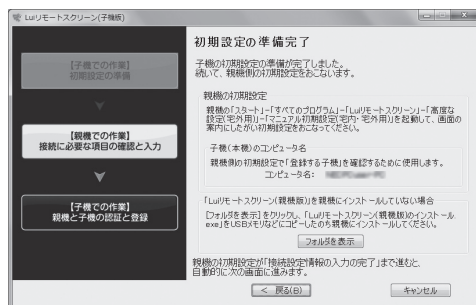 Luiリモートスクリーン(子機版)
【子機での作業】
初期設定の準備
【親機での作業】
接続に必要な項目の確認と入力
【子機での作業】
親機と子機の認証と登録
初期設定の準備完了
子機の初期設定の準備が完了しました。
続いて、親機側の初期設定をおこないます。
親機の初期設定
親機の「スタート」-「すべてのプログラム」-「Luiリモートスクリーン」-「高度な
設定(宅外用)」-「マニュアル初期設定(宅内・宅外用)」を起動して、画面の
案内にしたがい初期設定をおこなってください。
子機(本機)のコンピュータ名
親機側の初期設定で「登録する子機」を確認するために使用します。
コンピュータ名:
「Luiリモートスクリーン(親機版)」を親機にインストールしていない場合
[フォルダを表示]をクリックし、「Luiリモートスクリーン(親機版)のインストール.
exe」をUSBメモリなどにコピーしたのち親機にインストールしてください。
フォルダを表示
親機の初期設定が「接続設定情報の入力の完了」まで進むと、
自動的に次の画面に進みます。
< 戻る(B)
キャンセル